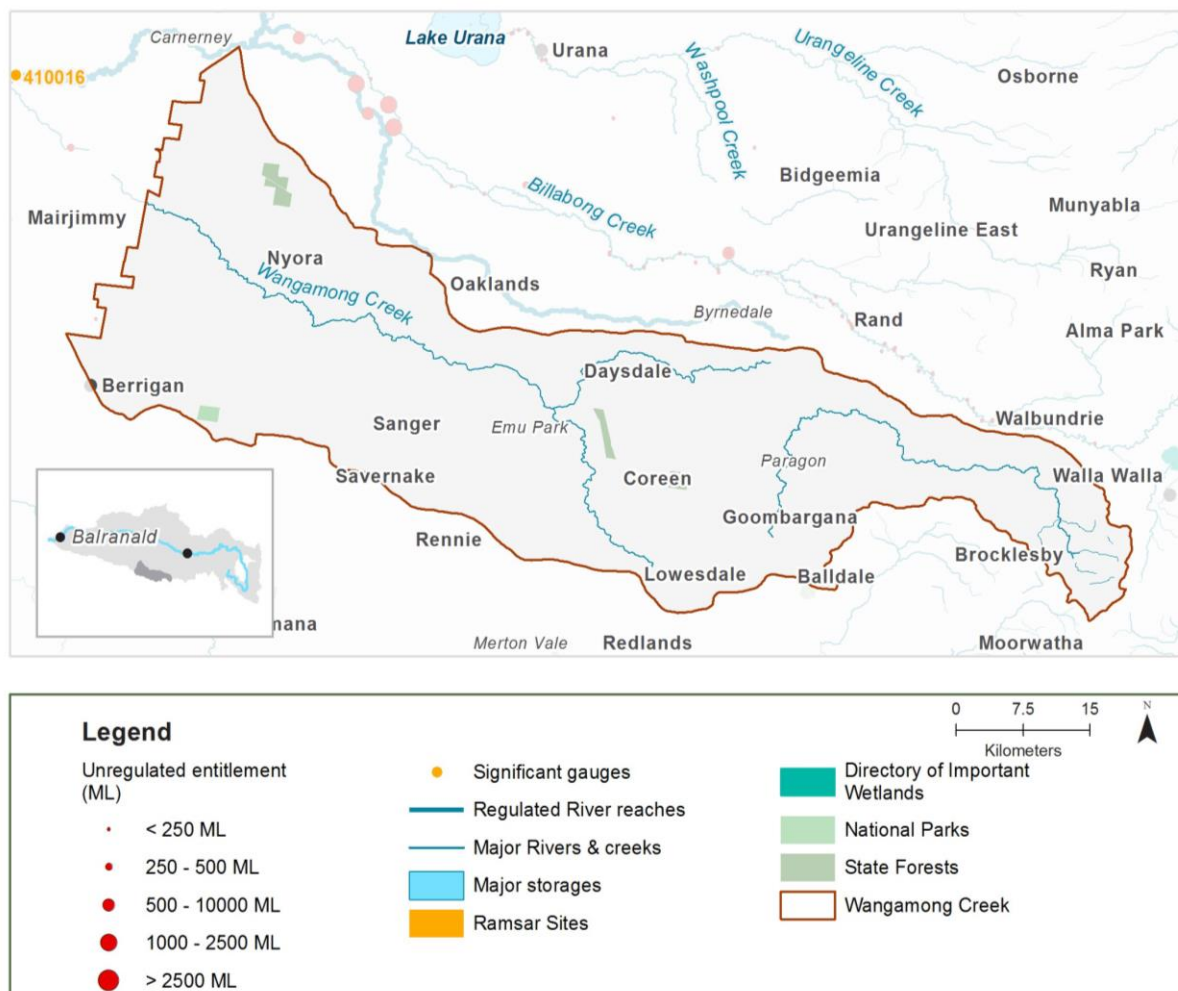 Carnerney
Lake Urana
Urana
Urangeline Creek
Osborne
410016
Washpool Creek
Bidgeemia
Billabong Creek
Munyabla
Mairjimmy
Urangeline East
Nyora
Wangamong Creek
Oaklands
Ryan
Byrnedale
Rand
Alma Park
Berrigan
Daysdale
Sanger
Emu Park
Walbundrie
Savernake
Coreen
Paragon
Walla Walla
Goombargana
Rennie
Brocklesby
Balranald
Lowesdale
Balldale
mana
Merton Vale
Redlands
Moorwatha
Legend
0 7.5 15
Kilometers
N
Unregulated entitlement
(ML)
< 250 ML
250 - 500 ML
500 - 10000 ML
1000 - 2500 ML
> 2500 ML
Significant gauges
Regulated River reaches
Major Rivers & creeks
Major storages
Ramsar Sites
Directory of Important
Wetlands
National Parks
State Forests
Wangamong Creek